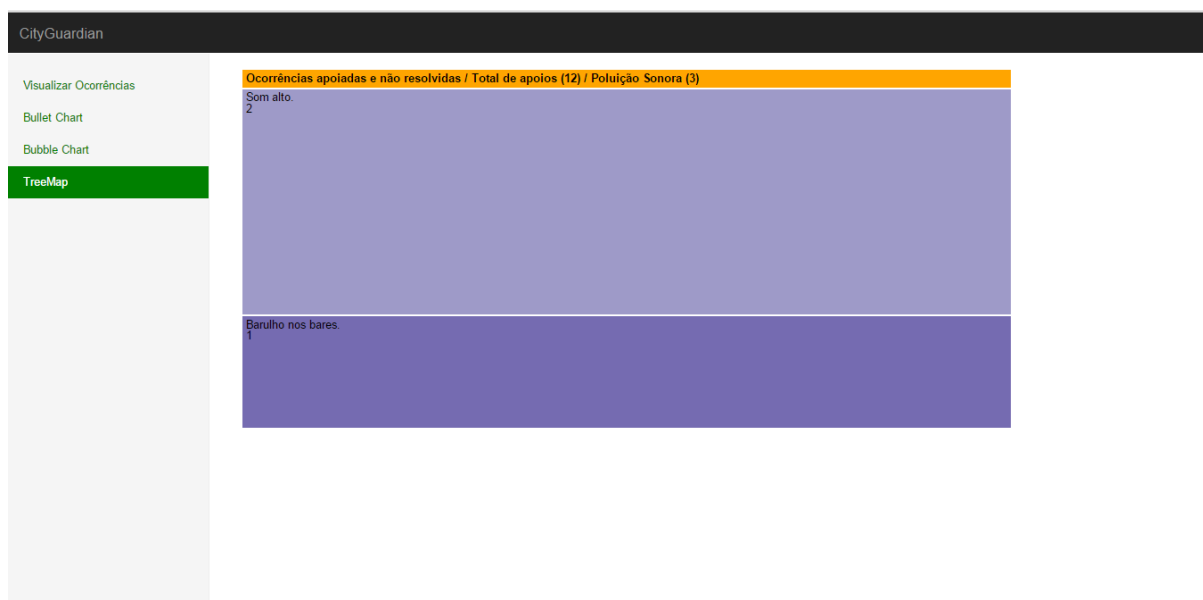 CityGuardian
Visualizar Ocorrências
Bullet Chart
Bubble Chart
TreeMap
Ocorrências apoiadas e não resolvidas / Total de apoios (12) / Poluição Sonora (3)
Som alto.
2
Barulho nos bares.
1